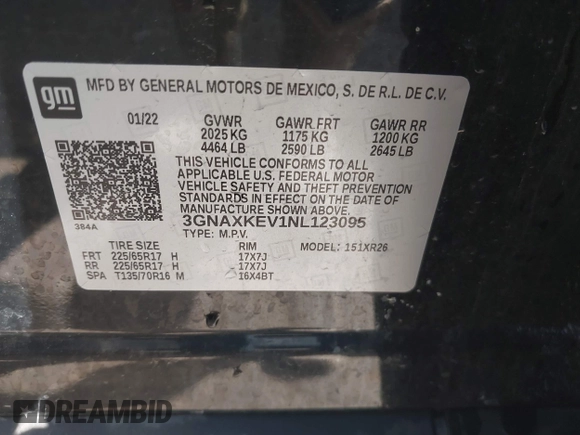 gm
MFD BY GENERAL MOTORS DE MEXICO, S. DE R.L. DE C.V.
01/22 GVWR GAWR FRT GAWR RR
2025 KG 1175 KG 1200 KG
4464 LB 2590 LB 2645 LB
THIS VEHICLE CONFORMS TO ALL
APPLICABLE U.S. FEDERAL MOTOR
VEHICLE SAFETY AND THEFT PREVENTION
STANDARDS IN EFFECT ON THE DATE OF
MANUFACTURE SHOWN ABOVE.
384A
3GNAXKEV1NL123095
TYPE: M.P.V.
TIRE SIZE RIM MODEL: 151XR26
FRT 225/65R17 H 17X7J
RR 225/65R17 H 17X7J
SPA T135/70R16 M 16X4BT
DREAMBID